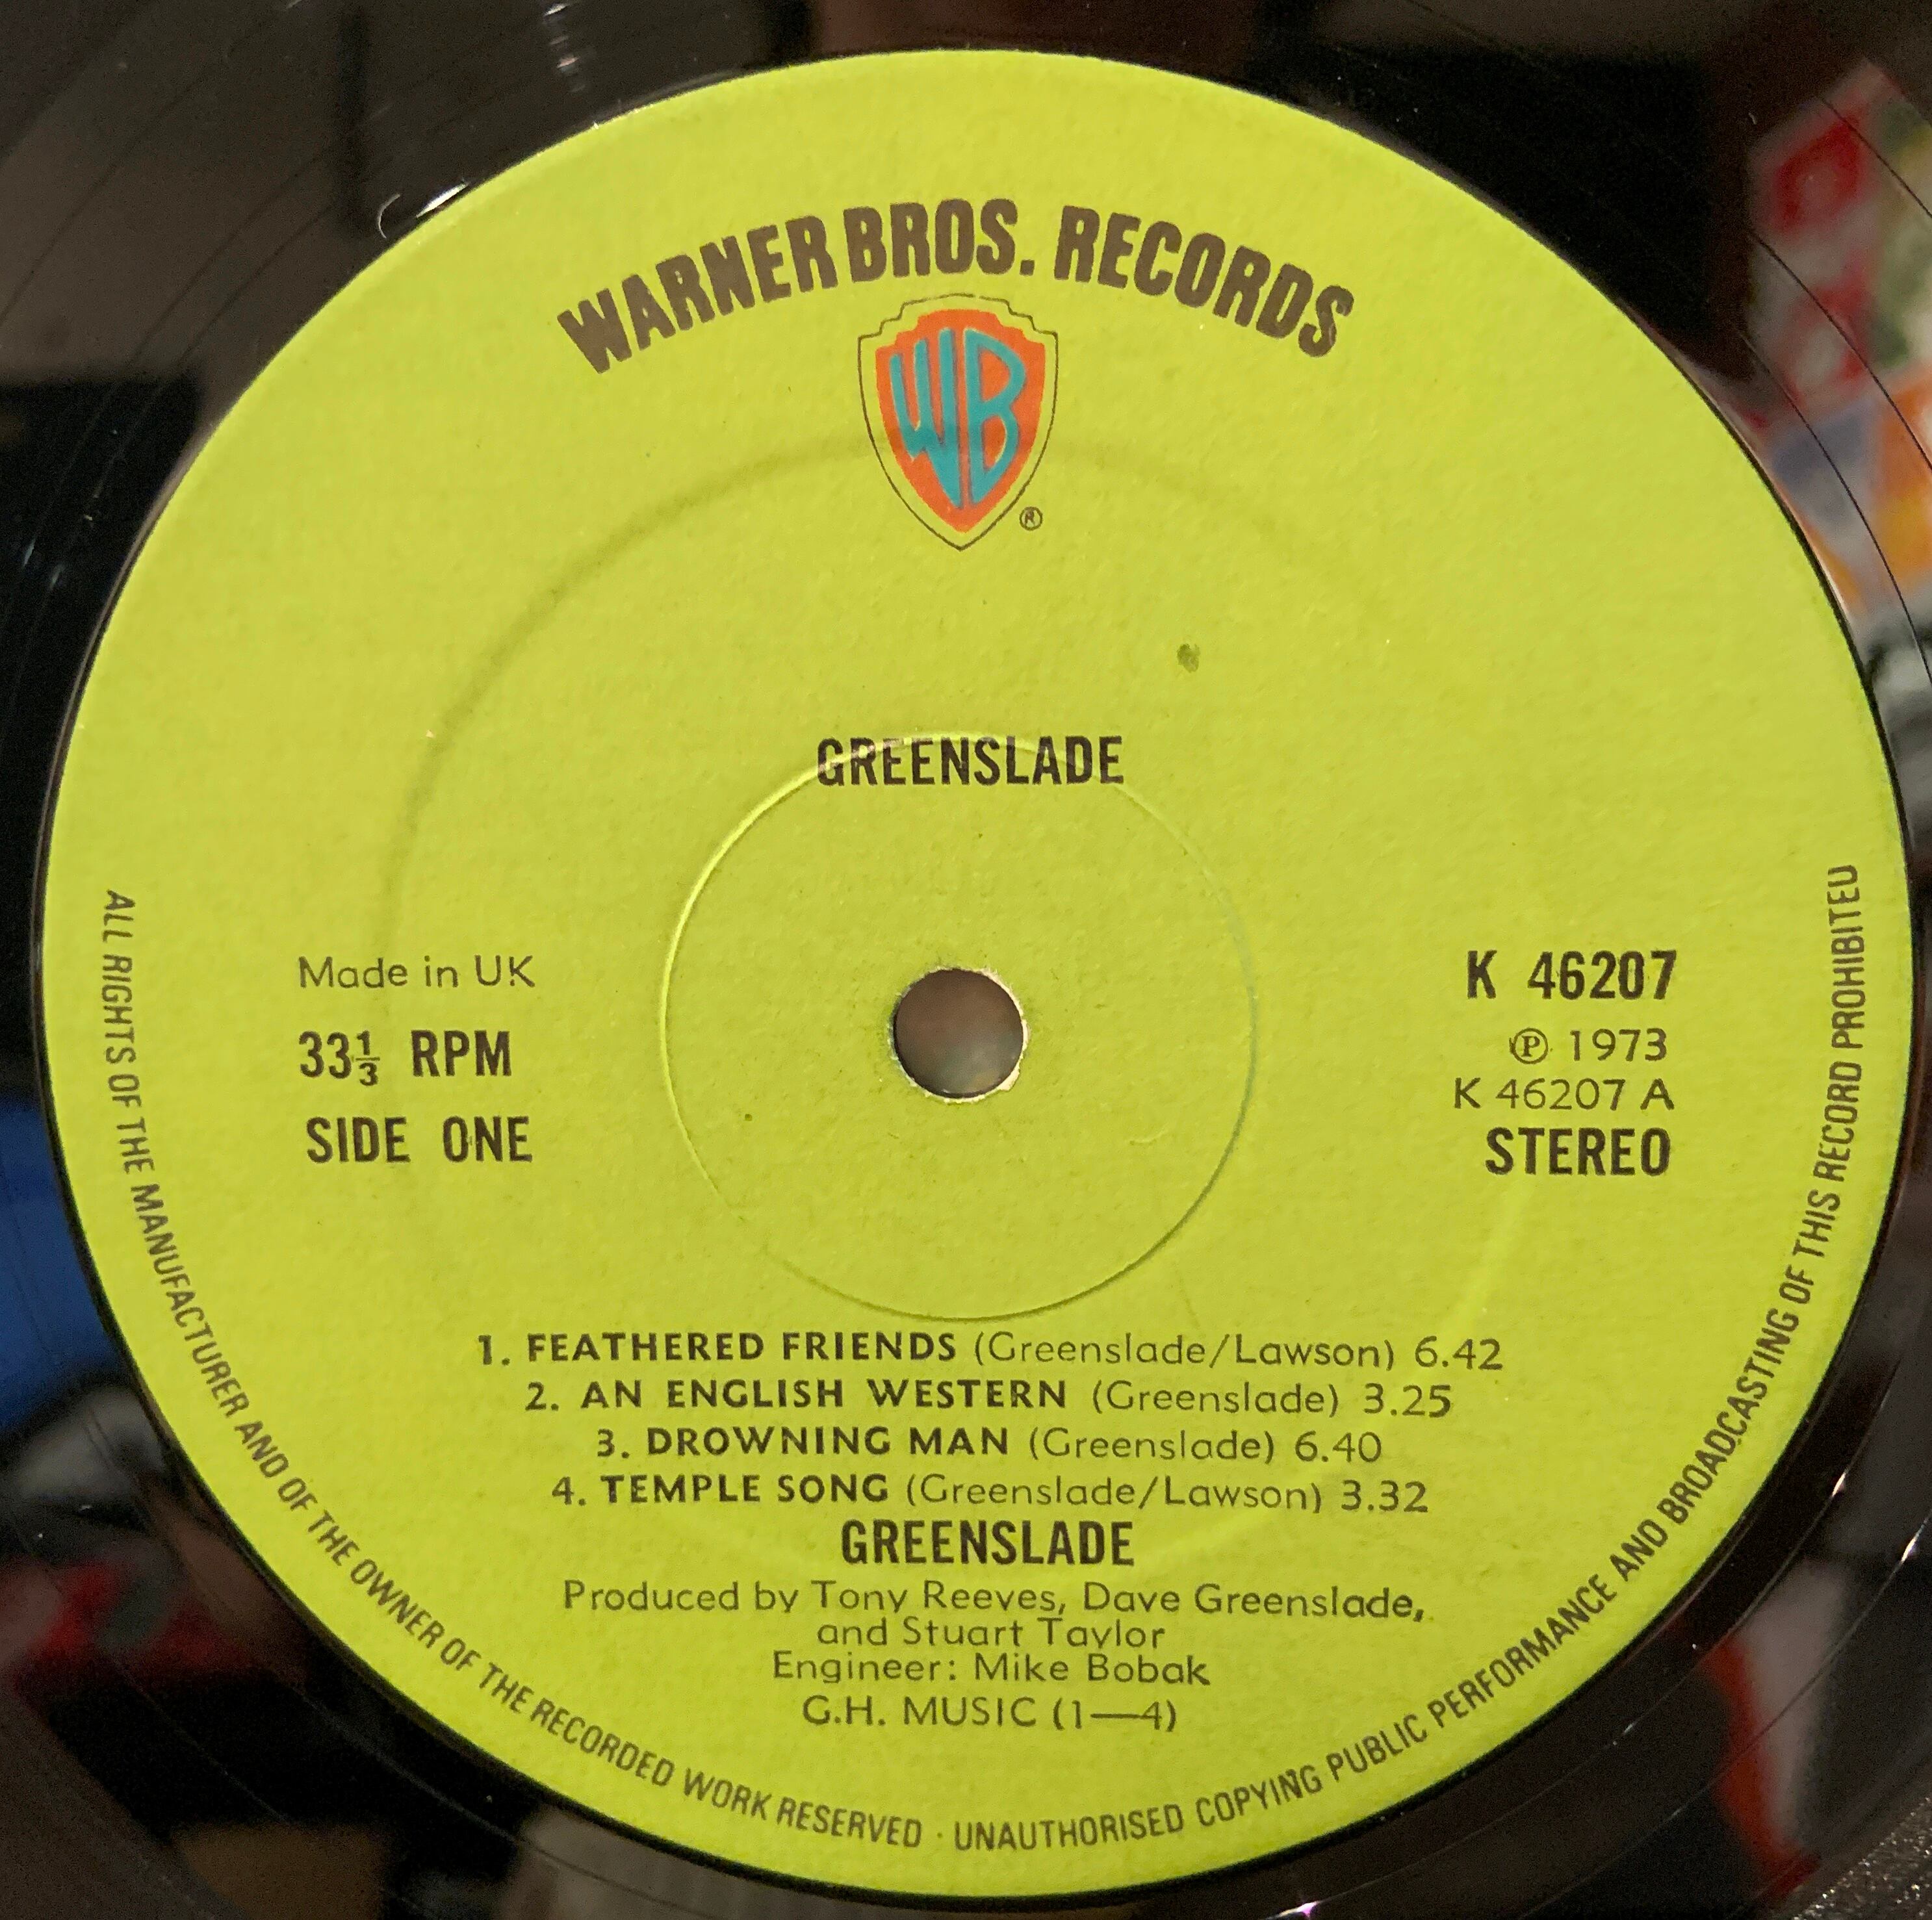 WARNER BROS. RECORDS
WB
®
GREENSLADE
Made in UK
33⅓ RPM
SIDE ONE
K 46207
℗ 1973
K 46207 A
STEREO
1. FEATHERED FRIENDS (Greenslade/Lawson) 6.42
2. AN ENGLISH WESTERN (Greenslade) 3.25
3. DROWNING MAN (Greenslade) 6.40
4. TEMPLE SONG (Greenslade/Lawson) 3.32
GREENSLADE
Produced by Tony Reeves, Dave Greenslade,
and Stuart Taylor
Engineer: Mike Bobak
G.H. MUSIC (1—4)
ALL RIGHTS OF THE MANUFACTURER AND OF THE OWNER OF THE RECORDED WORK RESERVED · UNAUTHORISED COPYING PUBLIC PERFORMANCE AND BROADCASTING OF THIS RECORD PROHIBITED